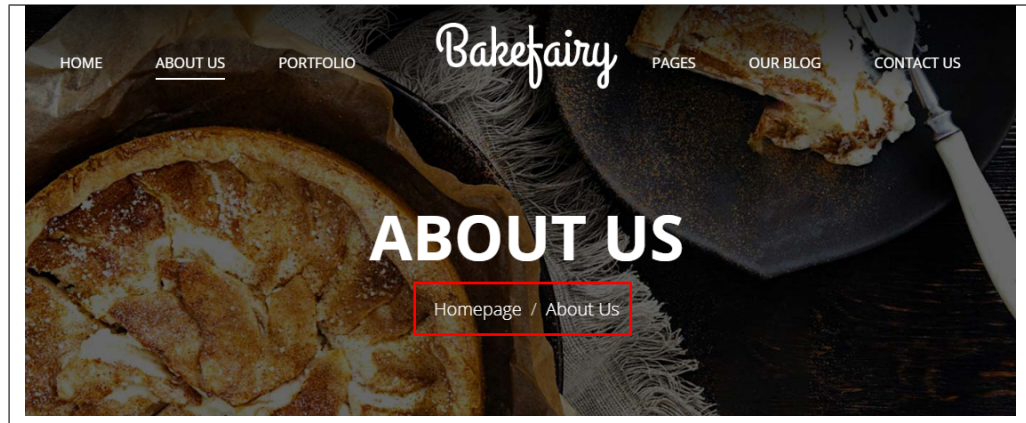 HOME ABOUT US PORTFOLIO Bakefairy PAGES OUR BLOG CONTACT US
ABOUT US
Homepage / About Us